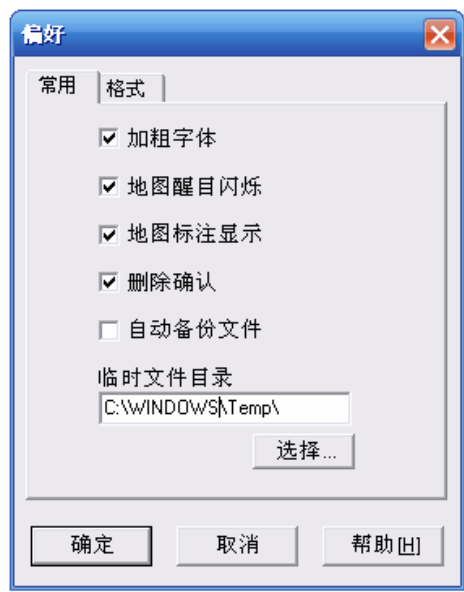 偏好
常用 格式
加粗字体
地图醒目闪烁
地图标注显示
删除确认
自动备份文件
临时文件目录
C:\WINDOWS\Temp\
选择...
确定 取消 帮助[H]